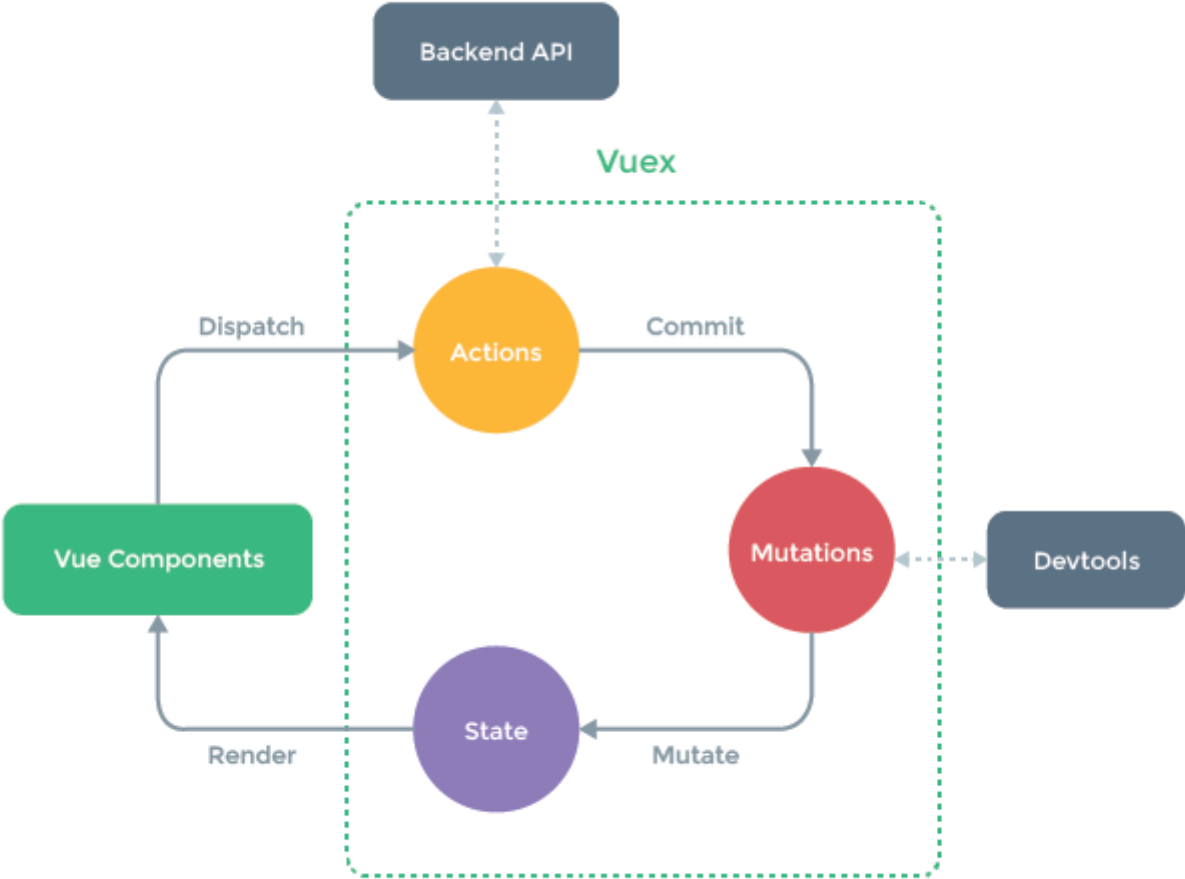 Backend API
Vuex
Dispatch
Commit
Actions
Vue Components
Mutations
Devtools
State
Render
Mutate